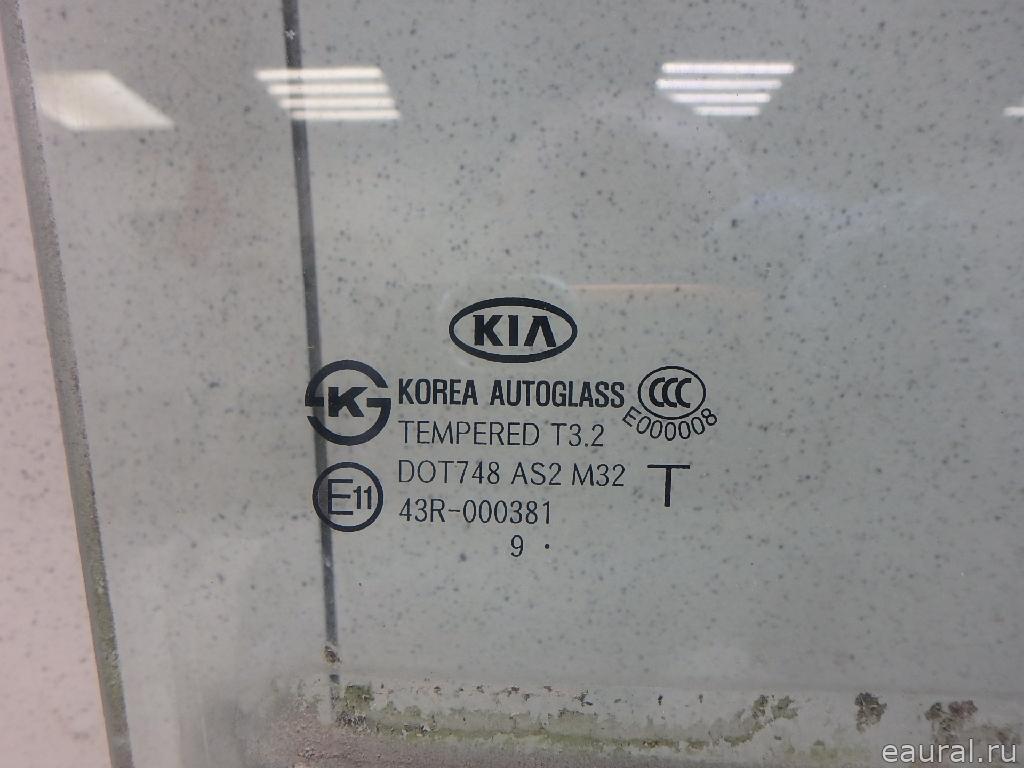 KIA
K KOREA AUTOGLASS CCC
E000008
TEMPERED T3.2
DOT748 AS2 M32 T
E11 43R-000381
9 .
eaural.ru